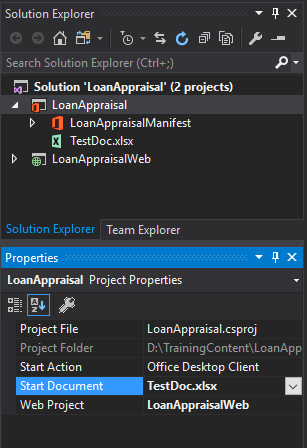 Solution Explorer
Search Solution Explorer (Ctrl+;)
Solution 'LoanAppraisal' (2 projects)
LoanAppraisal
LoanAppraisalManifest
TestDoc.xlsx
LoanAppraisalWeb
Solution Explorer Team Explorer
Properties
LoanAppraisal Project Properties
Project File LoanAppraisal.csproj
Project Folder D:\TrainingContent\LoanApp
Start Action Office Desktop Client
Start Document TestDoc.xlsx
Web Project LoanAppraisalWeb